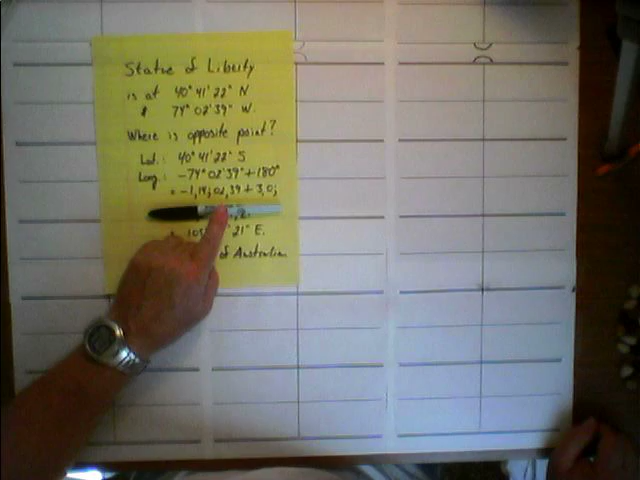 Statue of Liberty
is at 40° 41' 22" N
& 74° 02' 39" W.
Where is opposite point?
Lat.: 40° 41' 22" S
Long.: -74° 02' 39" + 180°
= -1,14; 02,39 + 3,0;
21" E.
of Australia